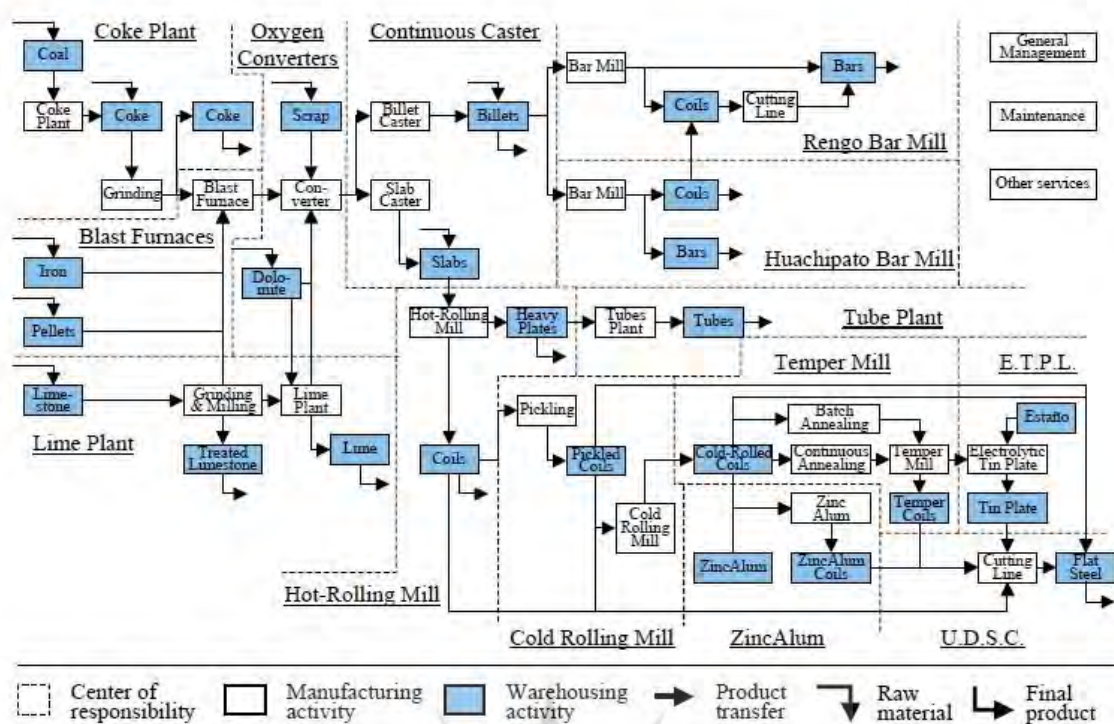 Coke Plant
Oxygen
Converters
Continuous Caster
Coal
Coke
Plant
Coke
Coke
Scrap
Billet
Caster
Billets
Bar Mill
Coils
Cutting
Line
Bars
Rengo Bar Mill
General
Management
Maintenance
Other services
Grinding
Blast
Furnace
Con-
verter
Slab
Caster
Slabs
Bar Mill
Coils
Bars
Huachipato Bar Mill
Blast Furnaces
Iron
Pellets
Dolo-
mite
Hot-Rolling
Mill
Heavy
Plates
Tubes
Plant
Tubes
Tube Plant
Lime-
stone
Grinding
& Milling
Lime
Plant
Lime Plant
Treated
Limestone
Lime
Coils
Pickling
Pickled
Coils
Cold
Rolling
Mill
Temper Mill
E.T.P.L.
Batch
Annealing
Estaño
Cold-Rolled
Coils
Continuous
Annealing
Temper
Mill
Electrolytic
Tin Plate
Zinc
Alum
Temper
Coils
Tin Plate
ZincAlum
ZincAlum
Coils
Cutting
Line
Flat
Steel
Hot-Rolling Mill
Cold Rolling Mill
ZincAlum
U.D.S.C.
Center of
responsibility
Manufacturing
activity
Warehousing
activity
Product
transfer
Raw
material
Final
product